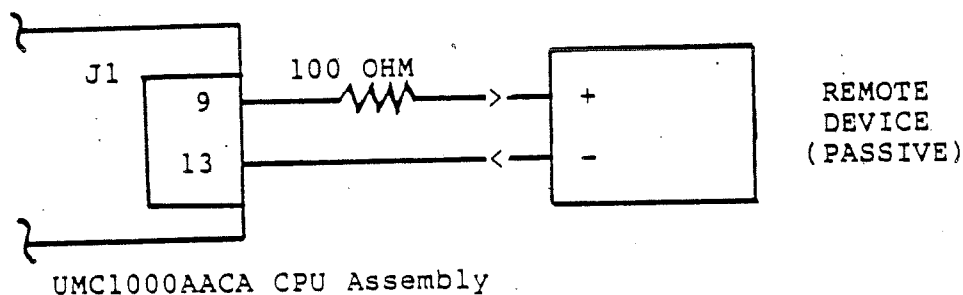 J1
100 OHM
9
+
REMOTE
DEVICE
(PASSIVE)
13
-
UMC1000AACA CPU Assembly